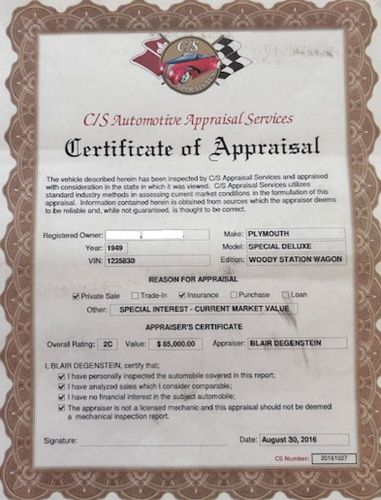 C/S
APPRAISALS
C/S Automotive Appraisal Services
Certificate of Appraisal
The vehicle described herein has been inspected by C/S Appraisal Services and appraised
with consideration in the state in which it was viewed. C/S Appraisal Services utilizes
standard industry methods in assessing current market conditions in the formulation of this
appraisal. Information contained herein is obtained from sources which the appraiser deems
to be reliable and, while not guaranteed, is thought to be correct.
Registered Owner: Make: PLYMOUTH
Year: 1949 Model: SPECIAL DELUXE
VIN: 1235830 Edition: WOODY STATION WAGON
REASON FOR APPRAISAL
Private Sale Trade-In Insurance Purchase Loan
Other: SPECIAL INTEREST - CURRENT MARKET VALUE
APPRAISER'S CERTIFICATE
Overall Rating: 2C Value: $ 85,000.00 Appraiser: BLAIR DEGENSTEIN
I, BLAIR DEGENSTEIN, certify that;
I have personally inspected the automobile covered in this report;
I have analyzed sales which I consider comparable;
I have no financial interest in the subject automobile;
The appraiser is not a licensed mechanic and this appraisal should not be deemed
a mechanical inspection report.
Signature: Date: August 30, 2016
CS Number: 20161027